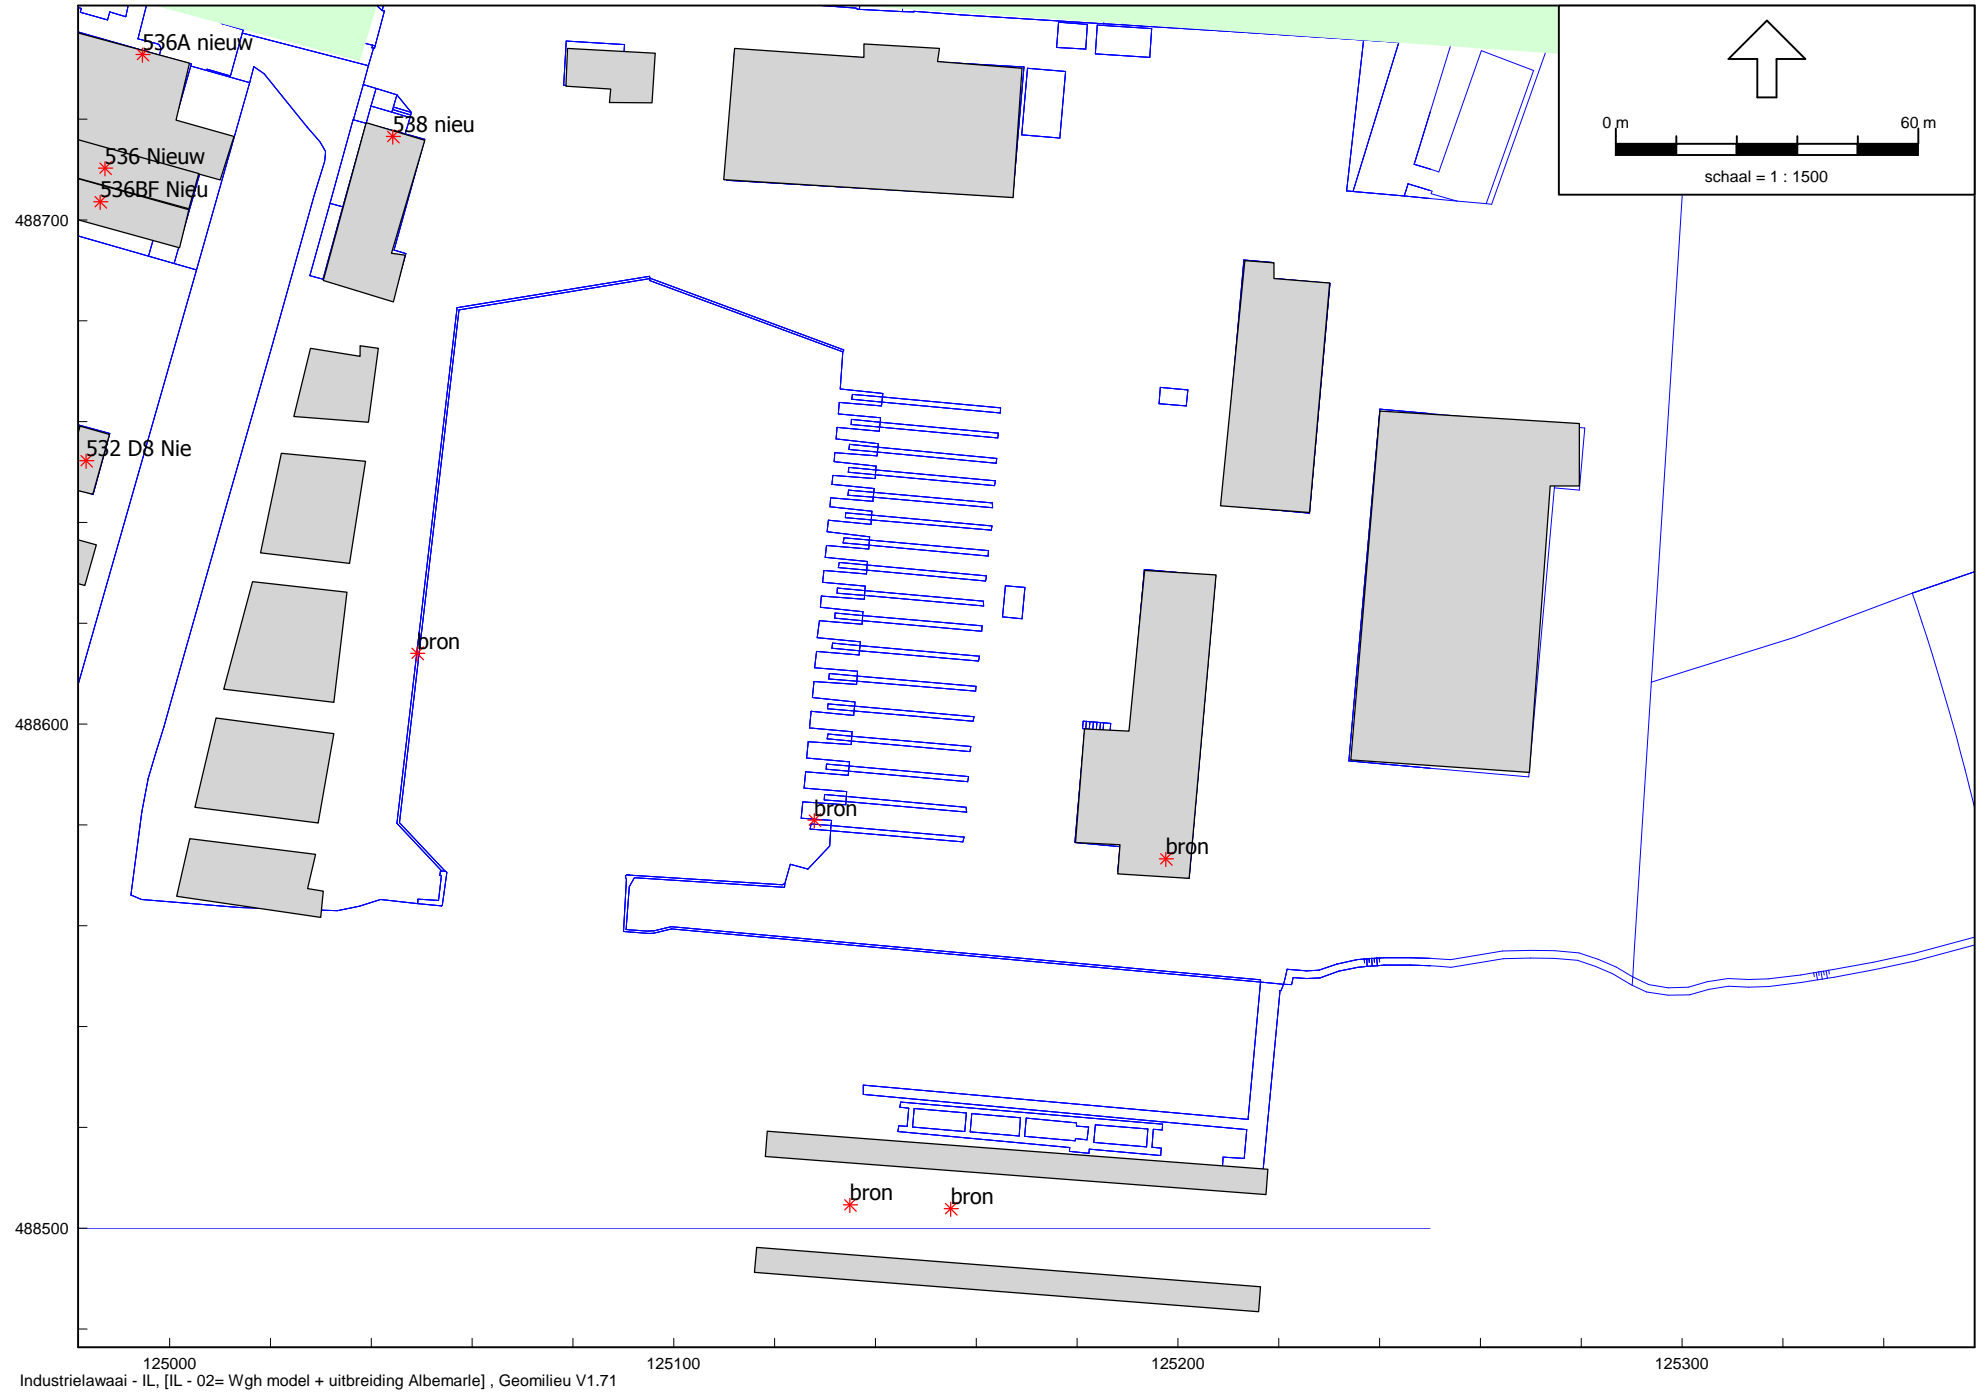 536A nieuw
0 m
60 m
538 nieu
536 Nieuw
schaal = 1 : 1500
536BF Nieu
488700
532 D8 Nie
bron
488600
bron
bron
bron
bron
488500
125000
125100
125200
125300
Industrielawaai - IL, [IL - 02= Wgh model + uitbreiding Albemarle] , Geomilieu V1.71